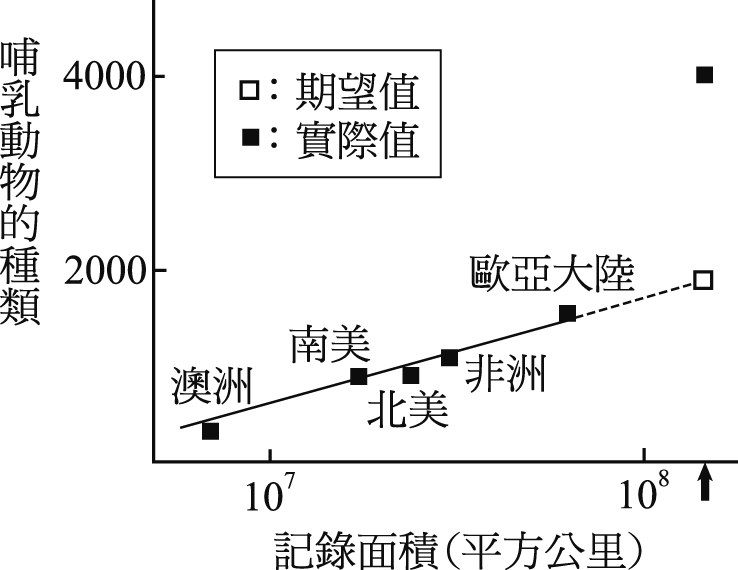 哺乳動物的種類
4000
2000
□:期望值
■:實際值
歐亞大陸
南美
非洲
澳洲
北美
10⁷
10⁸
記錄面積(平方公里)